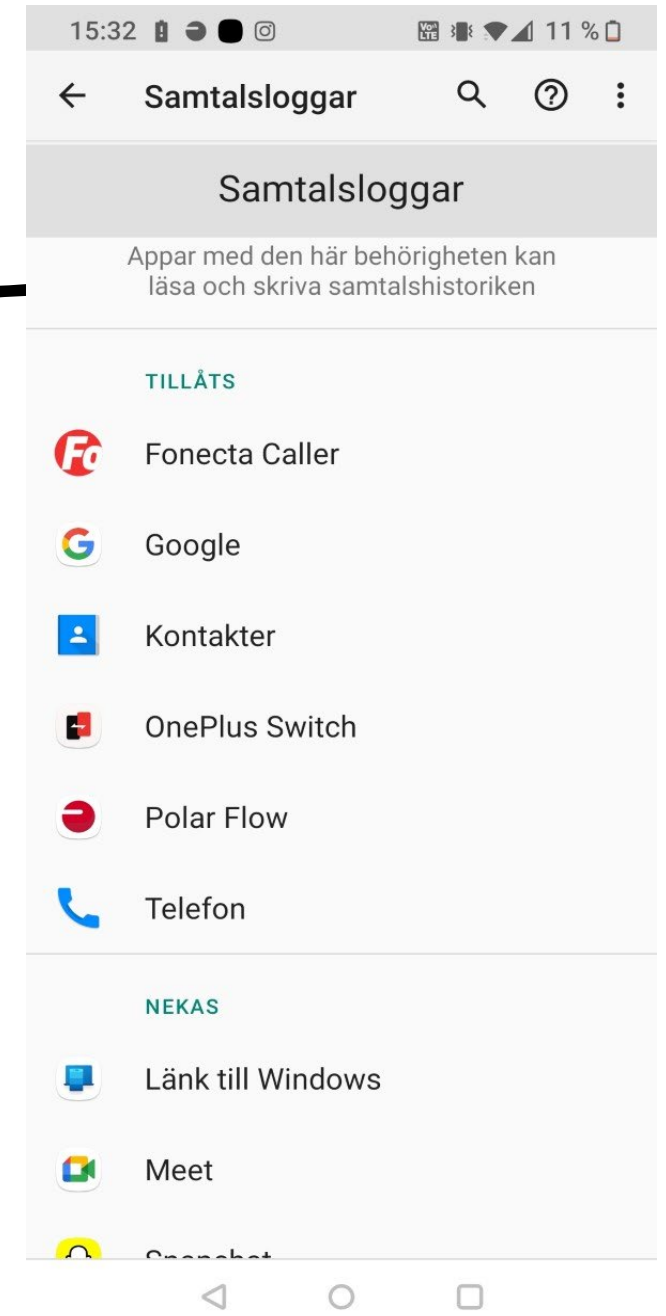 15:32 11 %
Samtalsloggar
Samtalsloggar
Appar med den här behörigheten kan
läsa och skriva samtalshistoriken
TILLÅTS
Fonecta Caller
Google
Kontakter
OnePlus Switch
Polar Flow
Telefon
NEKAS
Länk till Windows
Meet